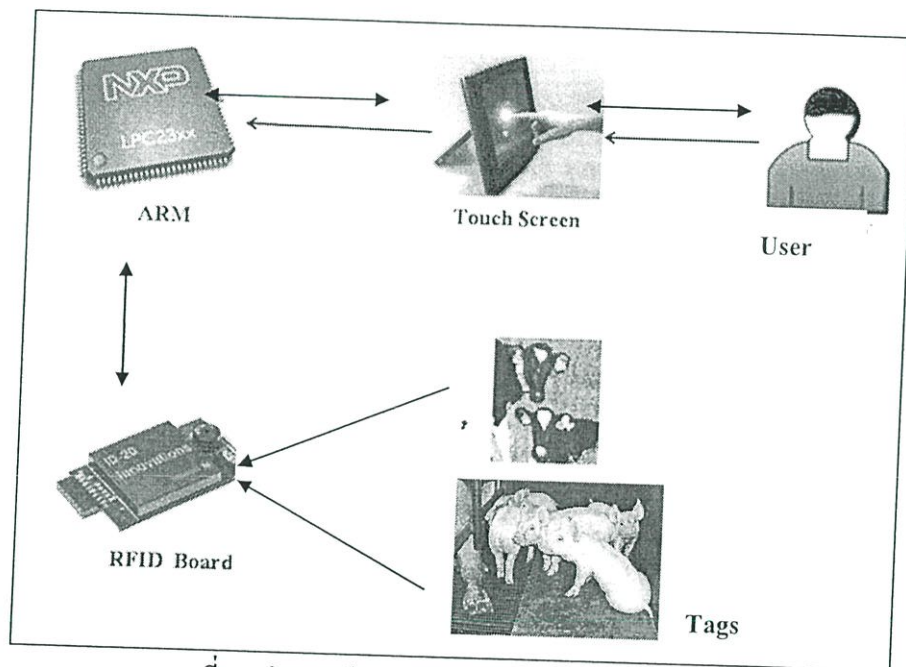 NXP
LPC23xx
ARM
Touch Screen
User
ID-20
Innovations
RFID Board
Tags